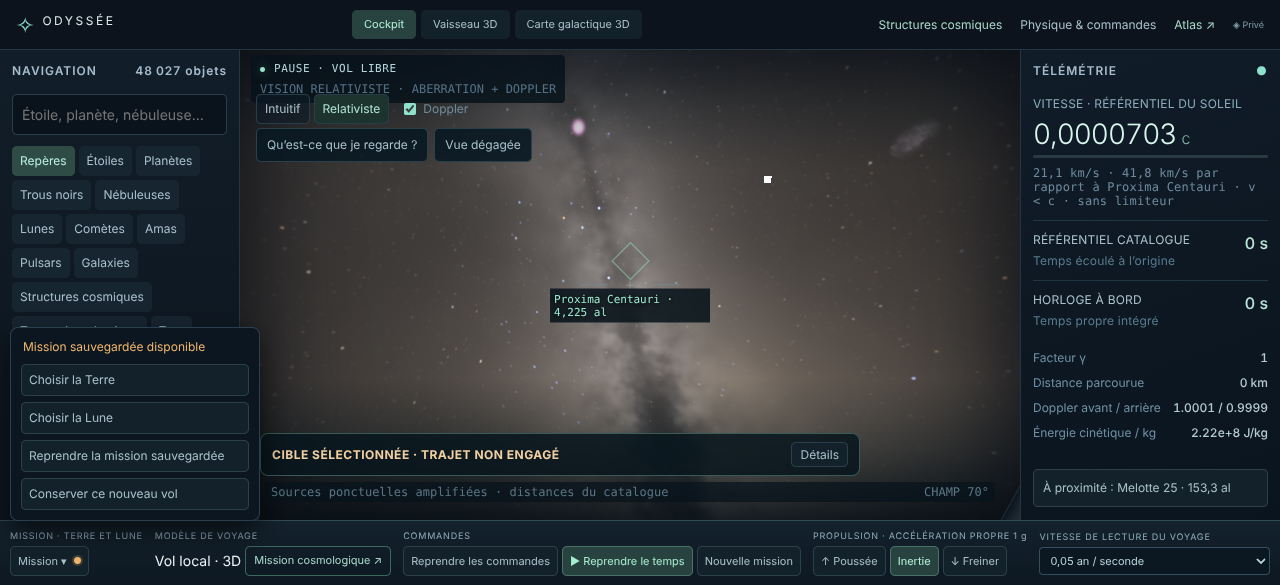 ODYSSÉE
Cockpit
Vaisseau 3D
Carte galactique 3D
Structures cosmiques
Physique & commandes
Atlas ↗
◈ Privé
NAVIGATION
48 027 objets
Étoile, planète, nébuleuse...
Repères
Étoiles
Planètes
Trous noirs
Nébuleuses
Lunes
Comètes
Amas
Pulsars
Galaxies
Structures cosmiques
Mission sauvegardée disponible
Choisir la Terre
Choisir la Lune
Reprendre la mission sauvegardée
Conserver ce nouveau vol
PAUSE · VOL LIBRE
VISION RELATIVISTE · ABERRATION + DOPPLER
Intuitif
Relativiste
Doppler
Qu’est-ce que je regarde ?
Vue dégagée
Proxima Centauri ·
4,225 al
CIBLE SÉLECTIONNÉE · TRAJET NON ENGAGÉ
Détails
Sources ponctuelles amplifiées · distances du catalogue
CHAMP 70°
TÉLÉMÉTRIE
VITESSE · RÉFÉRENTIEL DU SOLEIL
0,0000703 c
21,1 km/s · 41,8 km/s par
rapport à Proxima Centauri · v
< c · sans limiteur
RÉFÉRENTIEL CATALOGUE
0 s
Temps écoulé à l’origine
HORLOGE À BORD
0 s
Temps propre intégré
Facteur γ
1
Distance parcourue
0 km
Doppler avant / arrière
1.0001 / 0.9999
Énergie cinétique / kg
2.22e+8 J/kg
À proximité : Melotte 25 · 153,3 al
MISSION · TERRE ET LUNE
Mission ▾
MODÈLE DE VOYAGE
Vol local · 3D
Mission cosmologique ↗
COMMANDES
Reprendre les commandes
▶ Reprendre le temps
Nouvelle mission
PROPULSION · ACCÉLÉRATION PROPRE 1 g
↑ Poussée
Inertie
↓ Freiner
VITESSE DE LECTURE DU VOYAGE
0,05 an / seconde